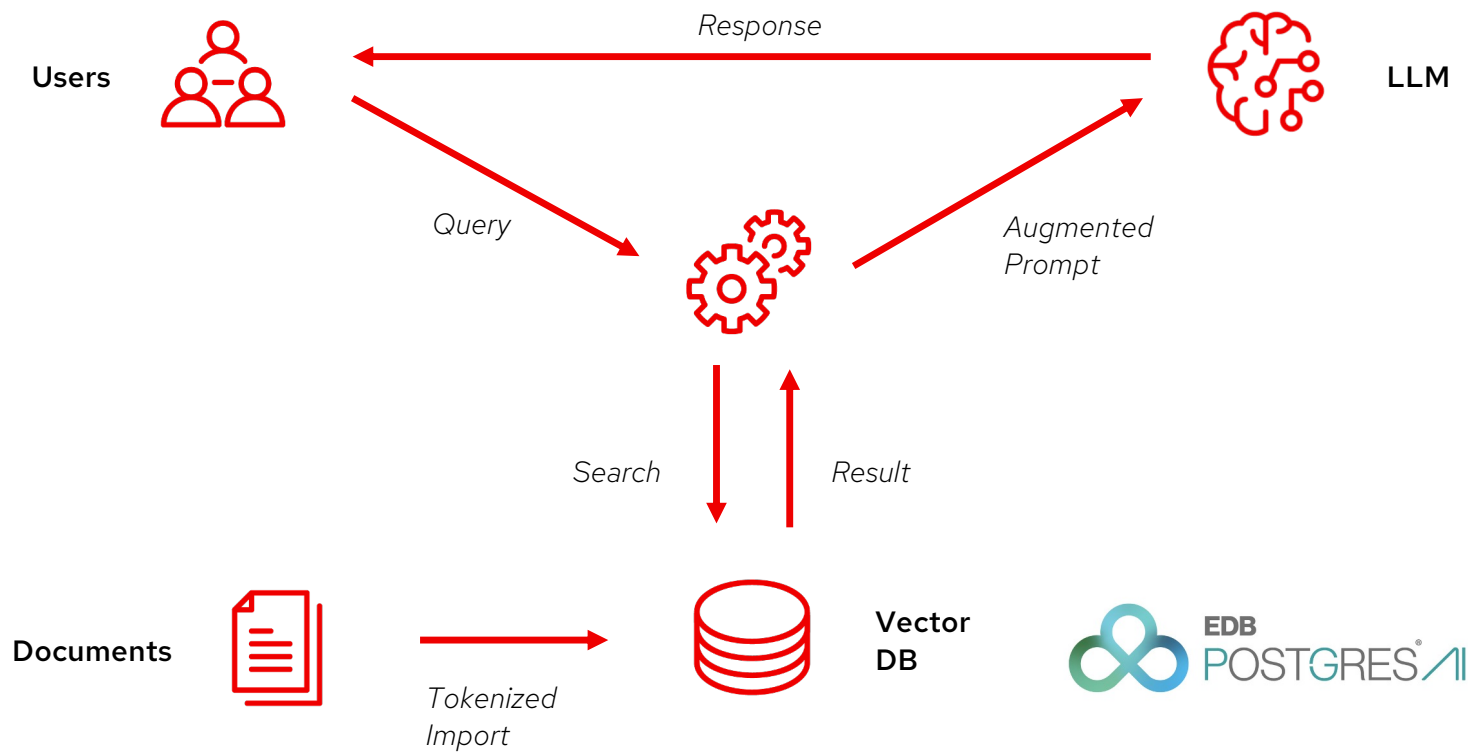 Response
Users
LLM
Query
Augmented
Prompt
Search
Result
Documents
Tokenized
Import
Vector
DB
EDB
POSTGRES® AI